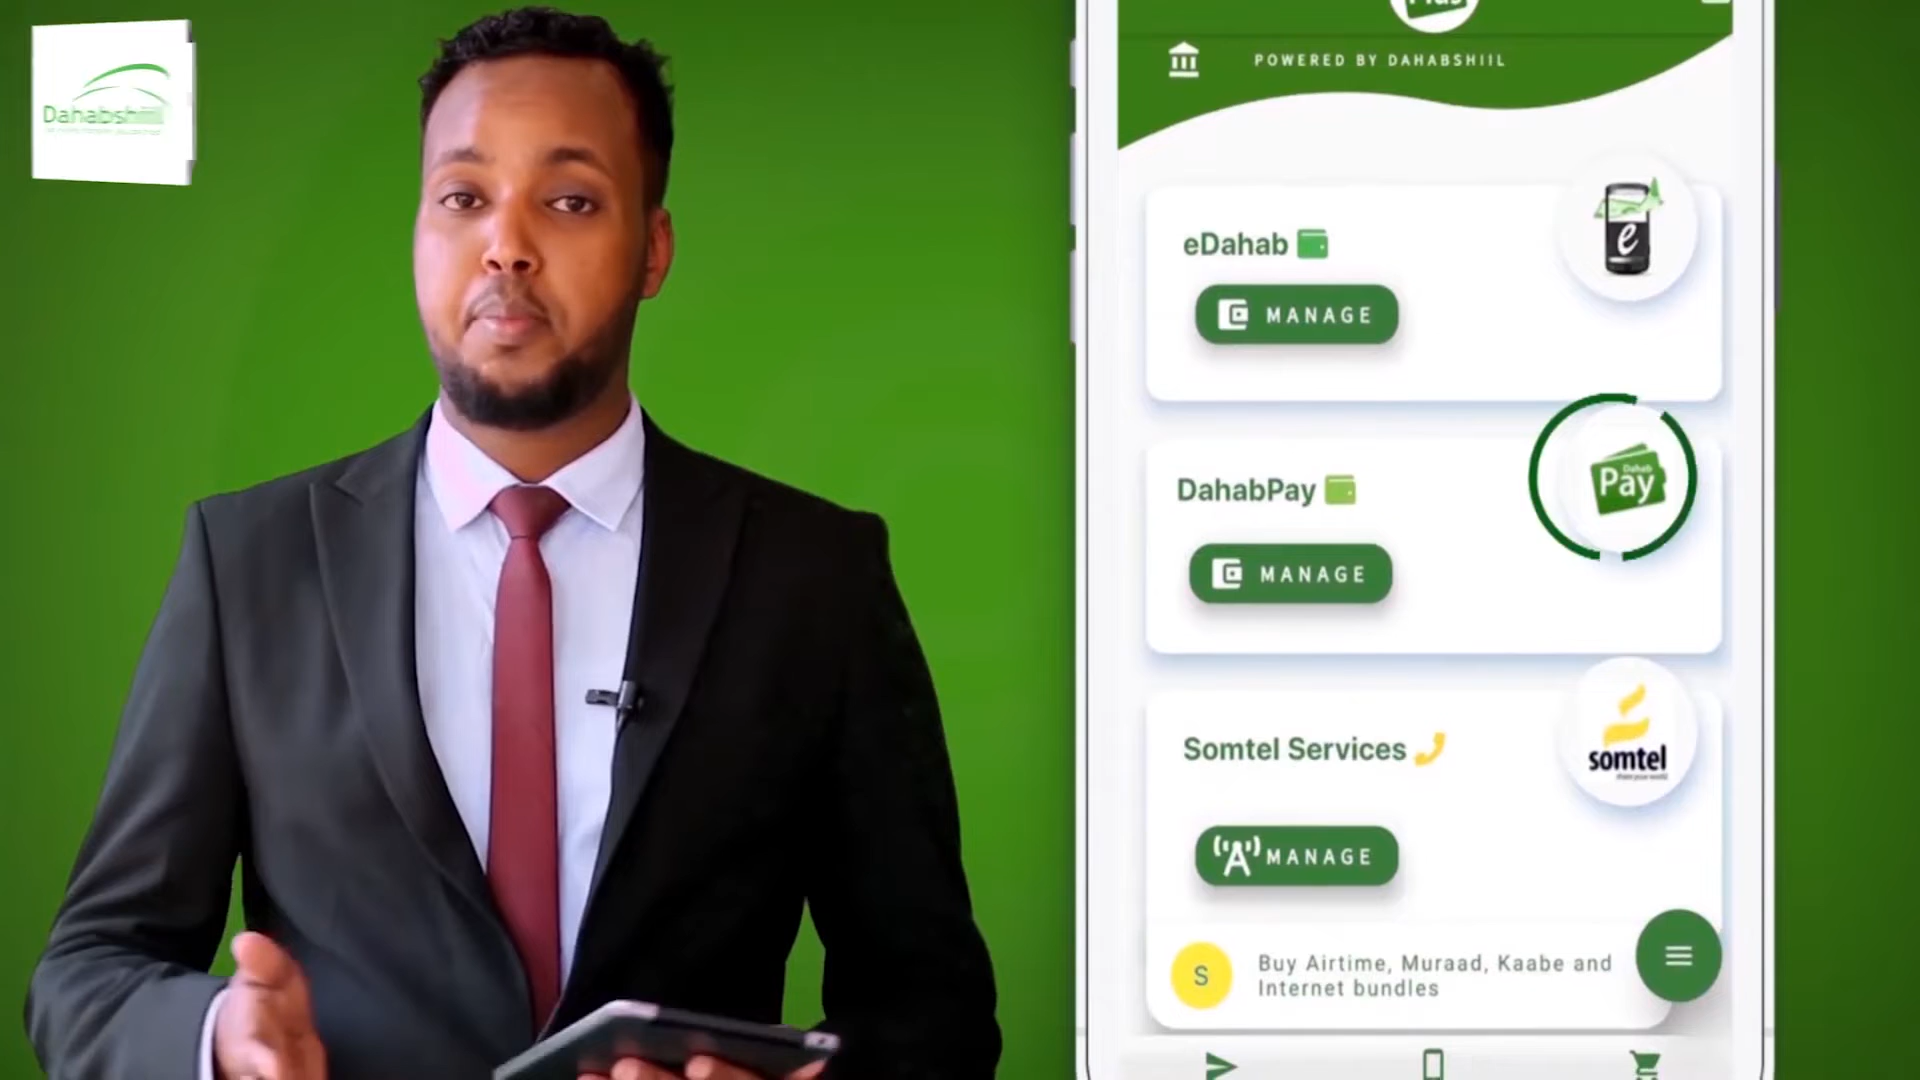 Dahabshiil
POWERED BY DAHABSHIIL
eDahab
e
MANAGE
DahabPay
Dahab
Pay
MANAGE
Somtel Services
somtel
MANAGE
S
Buy Airtime, Muraad, Kaabe and
Internet bundles